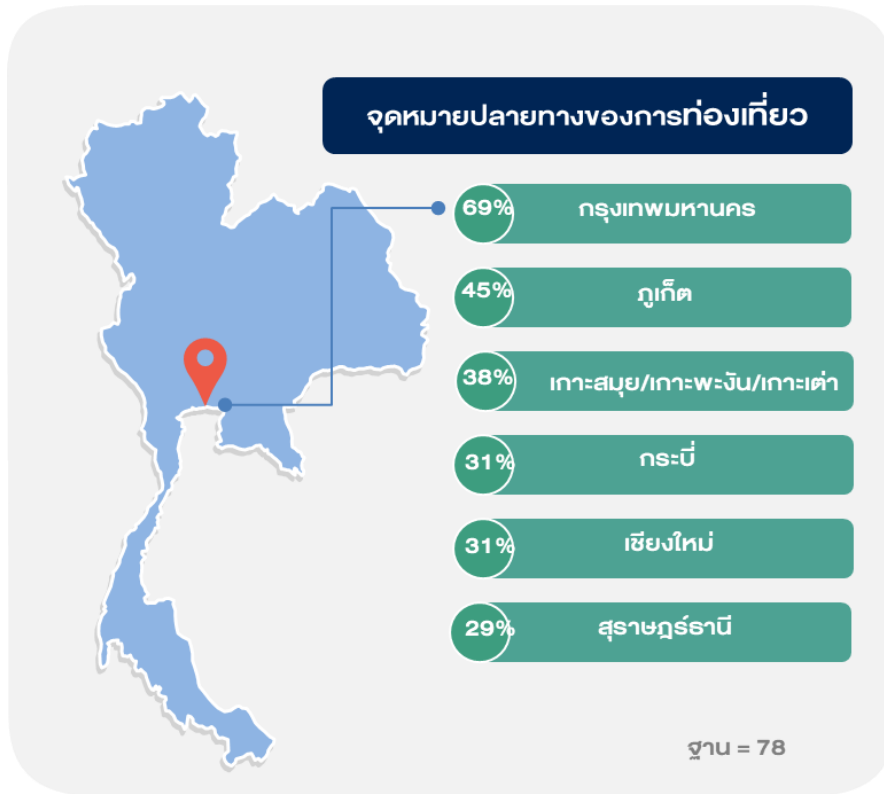 จุดหมายปลายทางของการท่องเที่ยว
69% กรุงเทพมหานคร
45% ภูเก็ต
38% เกาะสมุย/เกาะพะงัน/เกาะเต่า
31% กระบี่
31% เชียงใหม่
29% สุราษฎร์ธานี
ฐาน = 78